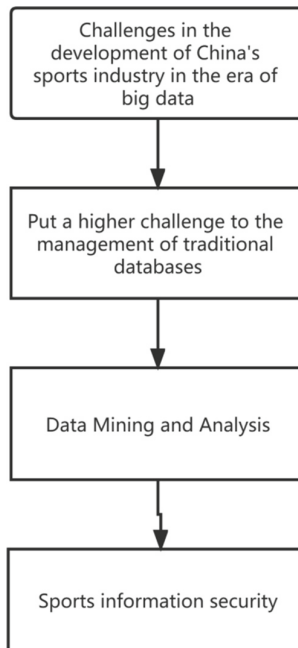 Challenges in the
development of China's
sports industry in the era of
big data
Put a higher challenge to the
management of traditional
databases
Data Mining and Analysis
Sports information security